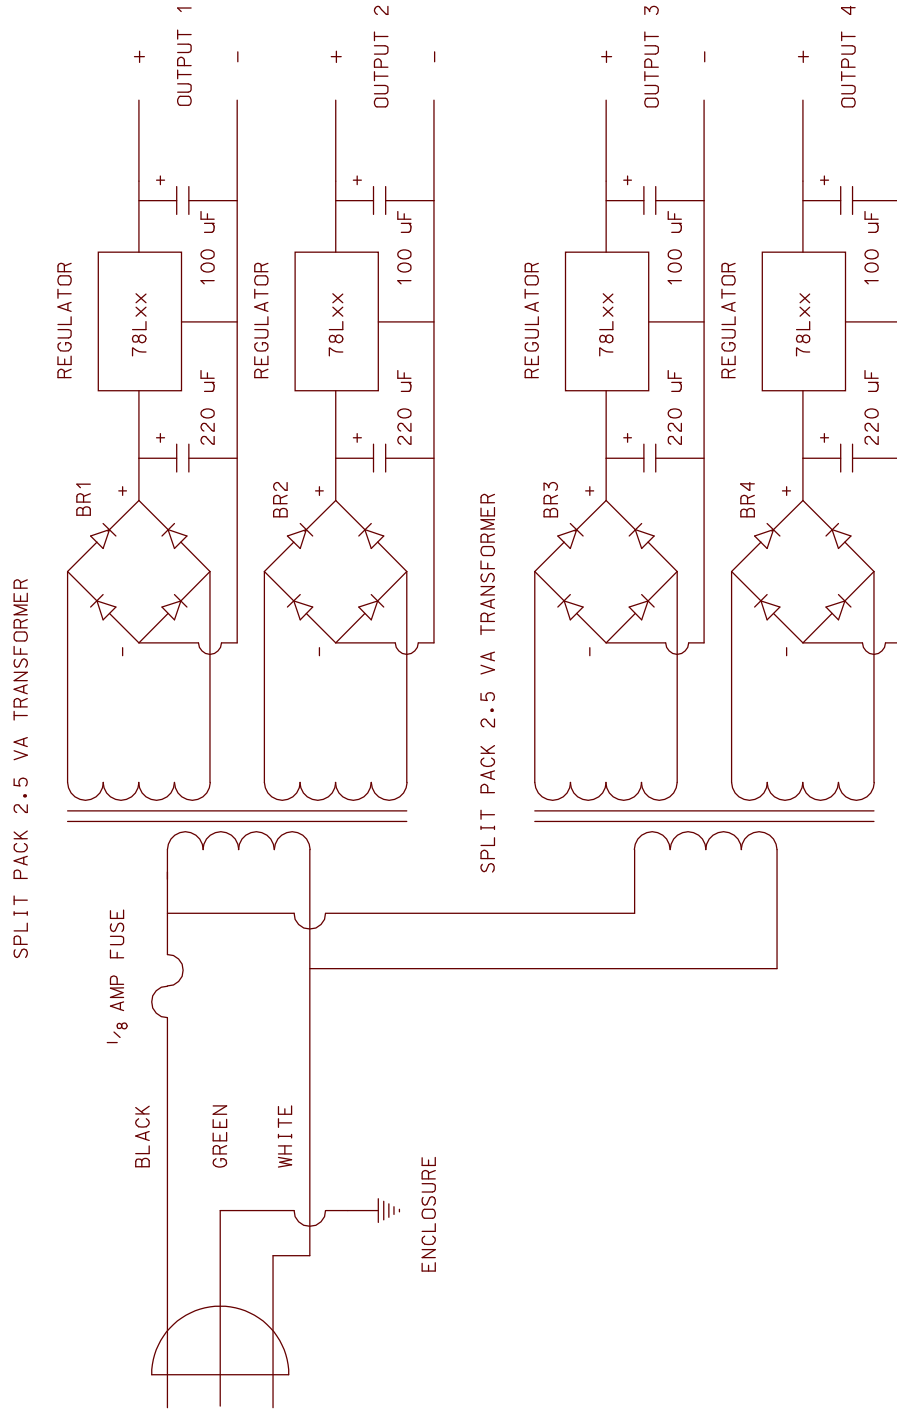 SPLIT PACK 2.5 VA TRANSFORMER
REGULATOR
BR1
+
-
+
220 uF
78Lxx
+
100 uF
+
OUTPUT 1
-
REGULATOR
BR2
+
-
+
220 uF
78Lxx
+
100 uF
+
OUTPUT 2
-
1/8 AMP FUSE
BLACK
GREEN
WHITE
ENCLOSURE
SPLIT PACK 2.5 VA TRANSFORMER
REGULATOR
BR3
+
-
+
220 uF
78Lxx
+
100 uF
+
OUTPUT 3
-
REGULATOR
BR4
+
-
+
220 uF
78Lxx
+
100 uF
+
OUTPUT 4